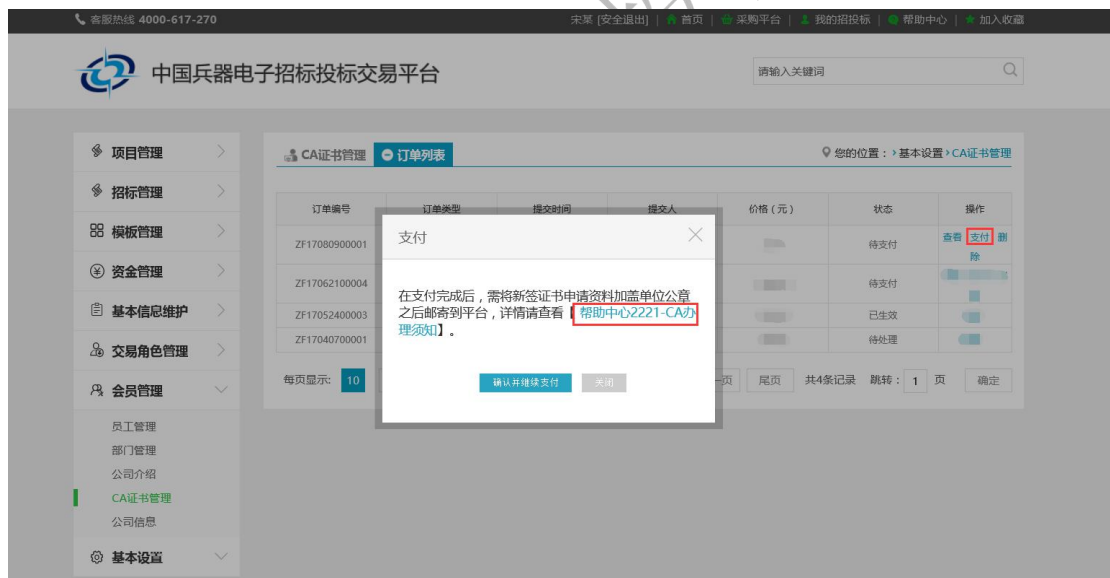 客服热线 4000-617-270
宋某 [安全退出] | 首页 | 采购平台 | 我的招投标 | 帮助中心 | 加入收藏
中国兵器电子招标投标交易平台
请输入关键词
项目管理
招标管理
模板管理
资金管理
基本信息维护
交易角色管理
会员管理
员工管理
部门管理
公司介绍
CA证书管理
公司信息
基本设置
CA证书管理 订单列表
您的位置：›基本设置›CA证书管理
订单编号 订单类型 提交时间 提交人 价格（元） 状态 操作
ZF17080900001 待支付 查看 支付 删
除
ZF17062100004 待支付
ZF17052400003 已生效
ZF17040700001 待处理
每页显示： 10 一页 尾页 共4条记录 跳转： 1 页 确定
支付
在支付完成后，需将新签证书申请资料加盖单位公章
之后邮寄到平台，详情请查看【帮助中心2221-CA办
理须知】。
确认并继续支付 关闭